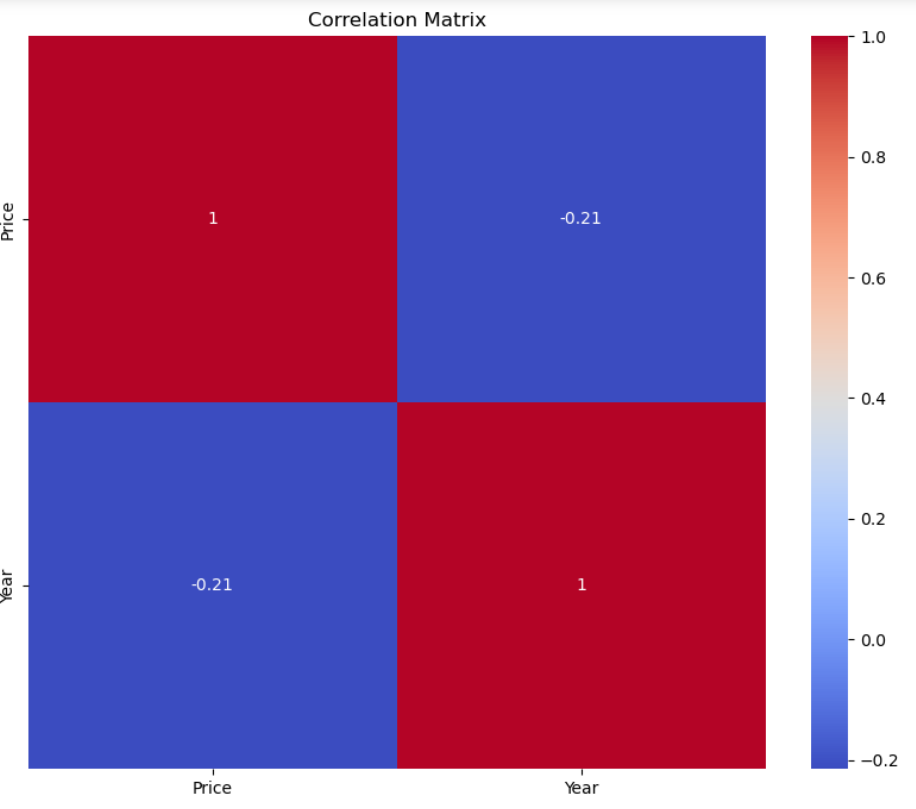 Correlation Matrix
Price
1
-0.21
Year
-0.21
1
Price
Year
1.0
0.8
0.6
0.4
0.2
0.0
−0.2